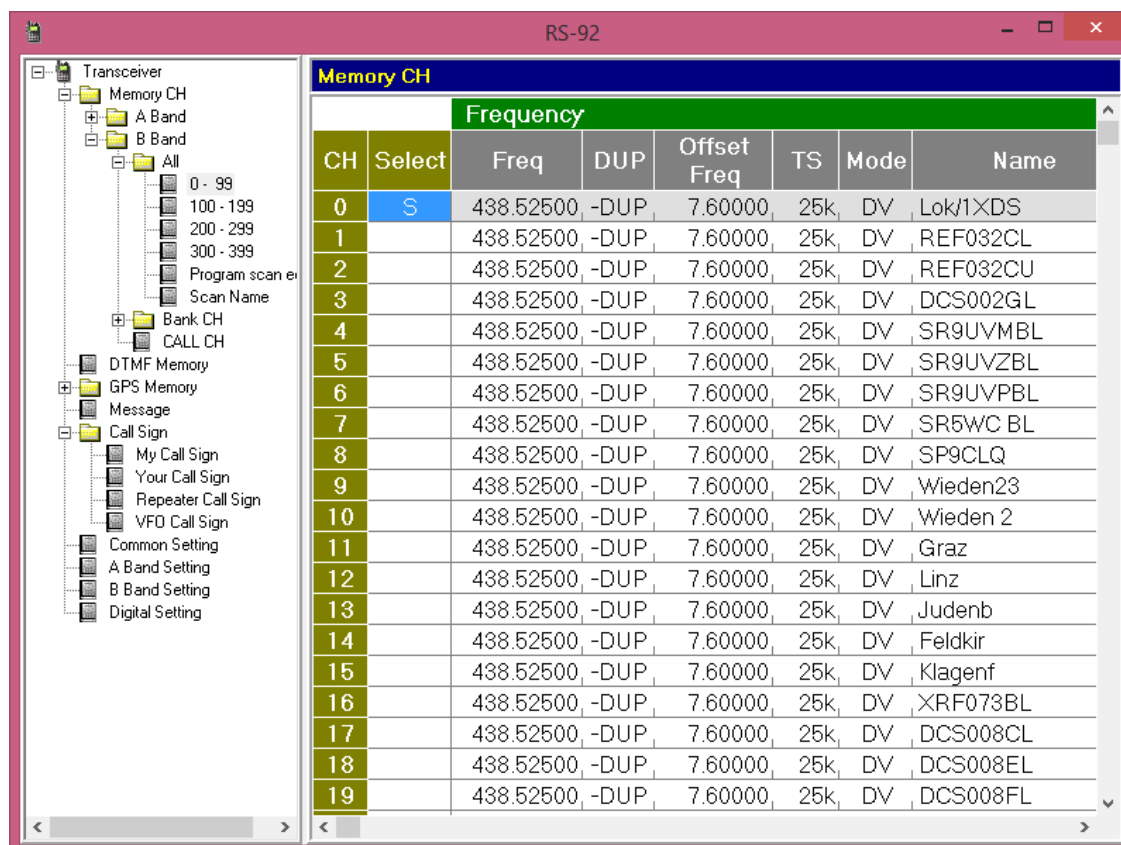 RS-92
Transceiver
Memory CH
A Band
B Band
All
0 - 99
100 - 199
200 - 299
300 - 399
Program scan e
Scan Name
Bank CH
CALL CH
DTMF Memory
GPS Memory
Message
Call Sign
My Call Sign
Your Call Sign
Repeater Call Sign
VFO Call Sign
Common Setting
A Band Setting
B Band Setting
Digital Setting
Memory CH
Frequency
CH Select Freq DUP Offset Freq TS Mode Name
0 S 438.52500 -DUP 7.60000 25k DV Lok/1XDS
1 438.52500 -DUP 7.60000 25k DV REF032CL
2 438.52500 -DUP 7.60000 25k DV REF032CU
3 438.52500 -DUP 7.60000 25k DV DCS002GL
4 438.52500 -DUP 7.60000 25k DV SR9UVMBL
5 438.52500 -DUP 7.60000 25k DV SR9UVZBL
6 438.52500 -DUP 7.60000 25k DV SR9UVPBL
7 438.52500 -DUP 7.60000 25k DV SR5WC BL
8 438.52500 -DUP 7.60000 25k DV SP9CLQ
9 438.52500 -DUP 7.60000 25k DV Wieden23
10 438.52500 -DUP 7.60000 25k DV Wieden 2
11 438.52500 -DUP 7.60000 25k DV Graz
12 438.52500 -DUP 7.60000 25k DV Linz
13 438.52500 -DUP 7.60000 25k DV Judenb
14 438.52500 -DUP 7.60000 25k DV Feldkir
15 438.52500 -DUP 7.60000 25k DV Klagenf
16 438.52500 -DUP 7.60000 25k DV XRF073BL
17 438.52500 -DUP 7.60000 25k DV DCS008CL
18 438.52500 -DUP 7.60000 25k DV DCS008EL
19 438.52500 -DUP 7.60000 25k DV DCS008FL